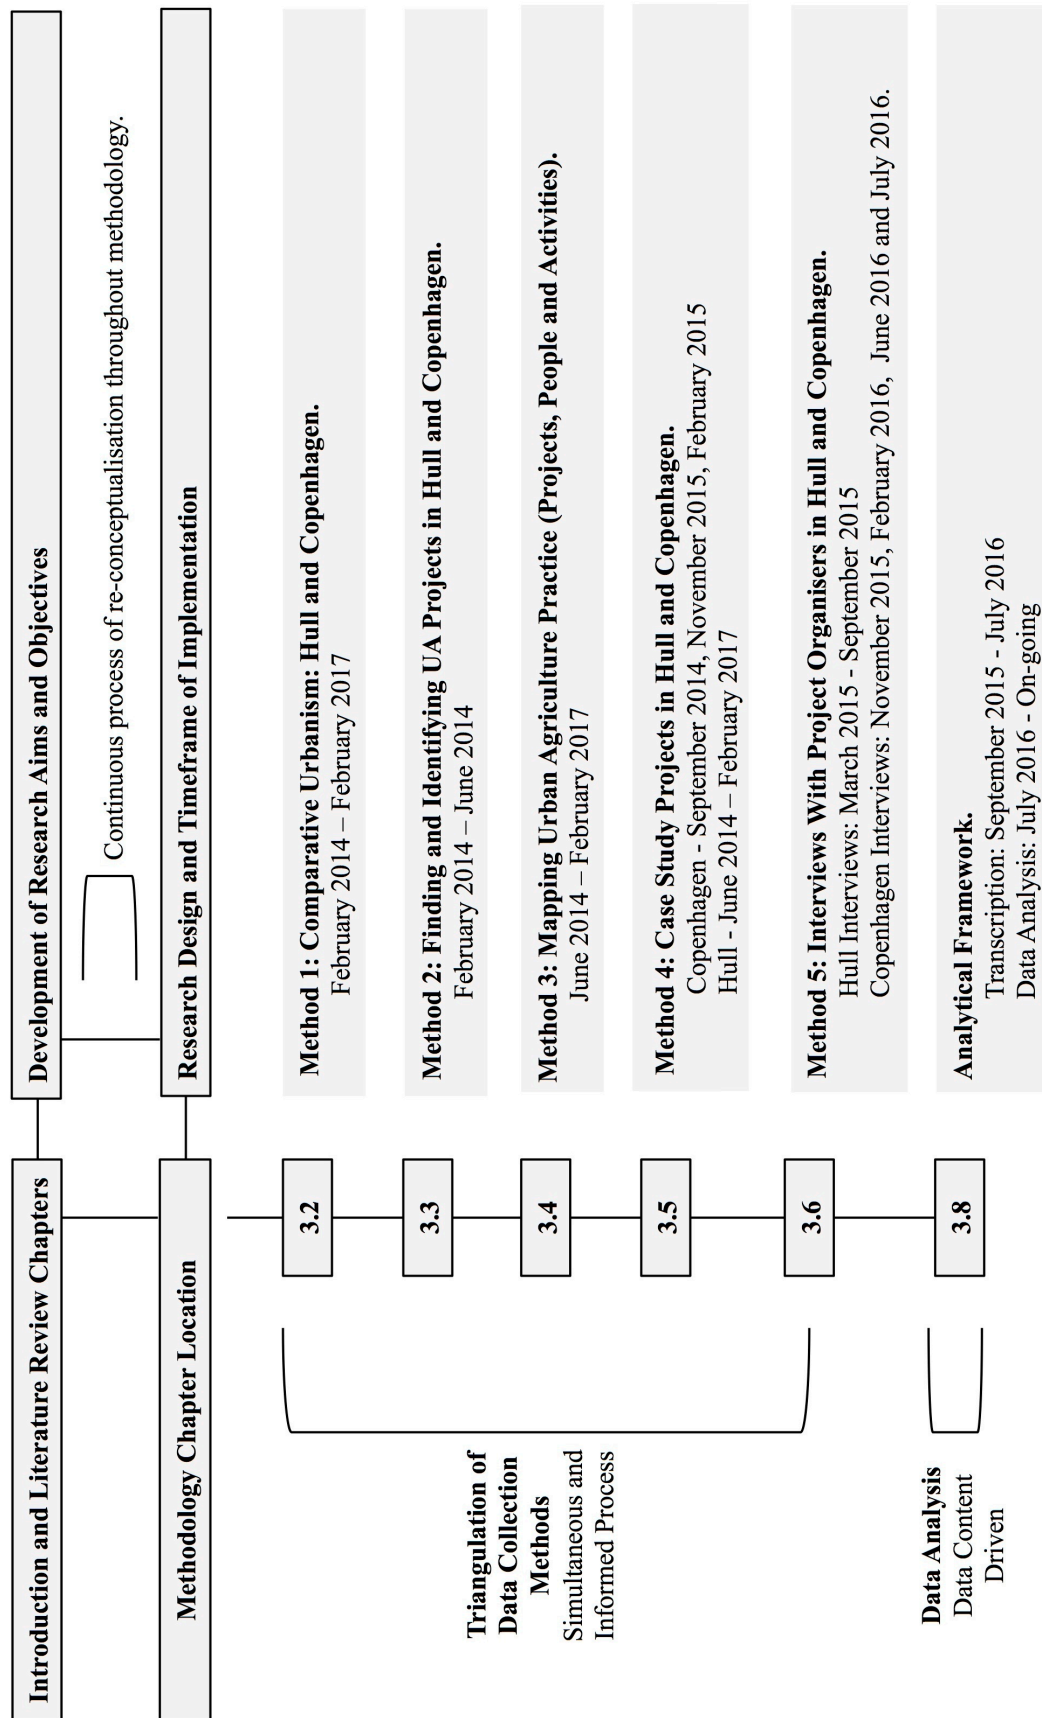 Introduction and Literature Review Chapters
Development of Research Aims and Objectives
Continuous process of re-conceptualisation throughout methodology.
Methodology Chapter Location
Research Design and Timeframe of Implementation
3.2
Method 1: Comparative Urbanism: Hull and Copenhagen.
February 2014 – February 2017
3.3
Method 2: Finding and Identifying UA Projects in Hull and Copenhagen.
February 2014 – June 2014
Triangulation of
Data Collection
Methods
Simultaneous and
Informed Process
3.4
Method 3: Mapping Urban Agriculture Practice (Projects, People and Activities).
June 2014 – February 2017
3.5
Method 4: Case Study Projects in Hull and Copenhagen.
Copenhagen - September 2014, November 2015, February 2015
Hull - June 2014 – February 2017
3.6
Method 5: Interviews With Project Organisers in Hull and Copenhagen.
Hull Interviews: March 2015 - September 2015
Copenhagen Interviews: November 2015, February 2016, June 2016 and July 2016.
Data Analysis
Data Content
Driven
3.8
Analytical Framework.
Transcription: September 2015 - July 2016
Data Analysis: July 2016 - On-going